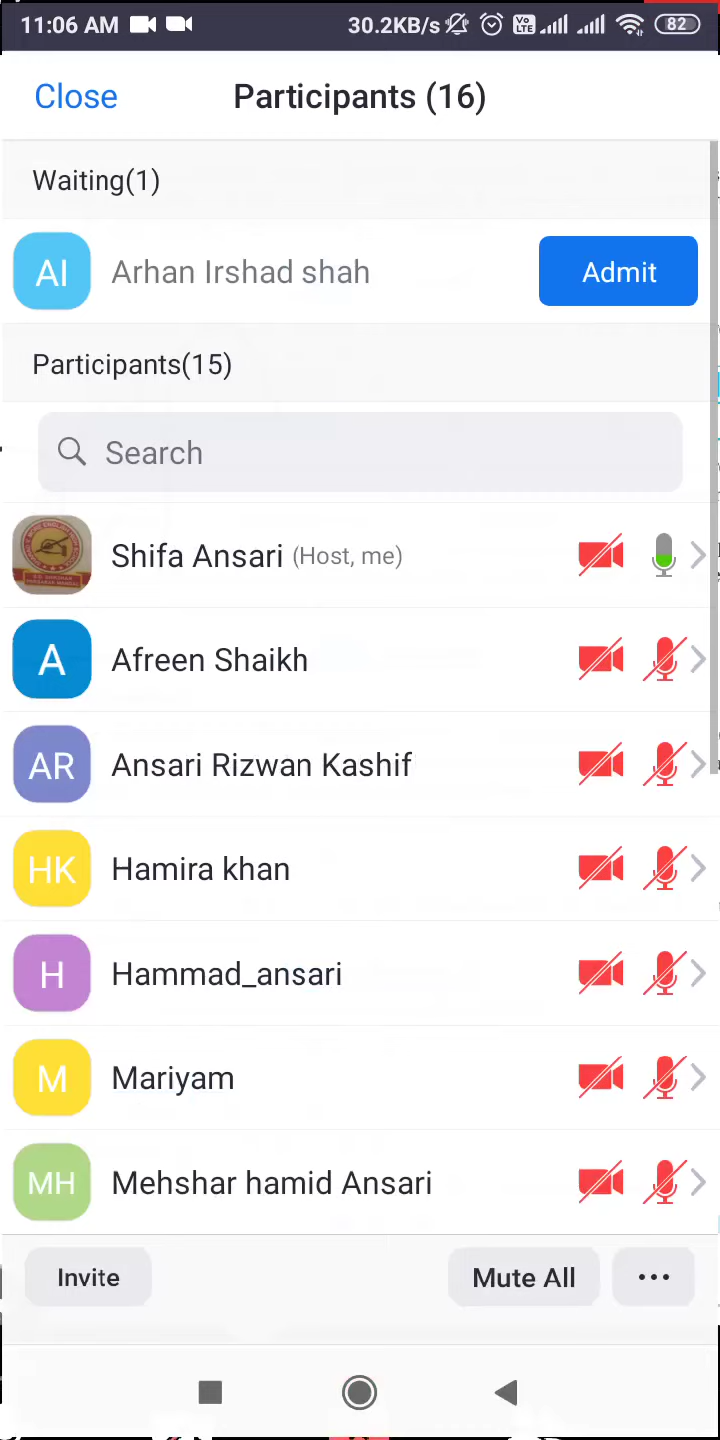 11:06 AM 30.2KB/s Vo LTE 82
Close Participants (16)
Waiting(1)
AI Arhan Irshad shah Admit
Participants(15)
Search
Shifa Ansari (Host, me)
A Afreen Shaikh
AR Ansari Rizwan Kashif
HK Hamira khan
H Hammad_ansari
M Mariyam
MH Mehshar hamid Ansari
Invite Mute All ...